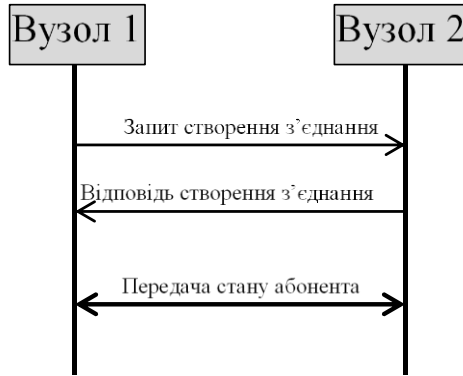 Вузол 1
Вузол 2
Запит створення з’єднання
Відповідь створення з’єднання
Передача стану абонента